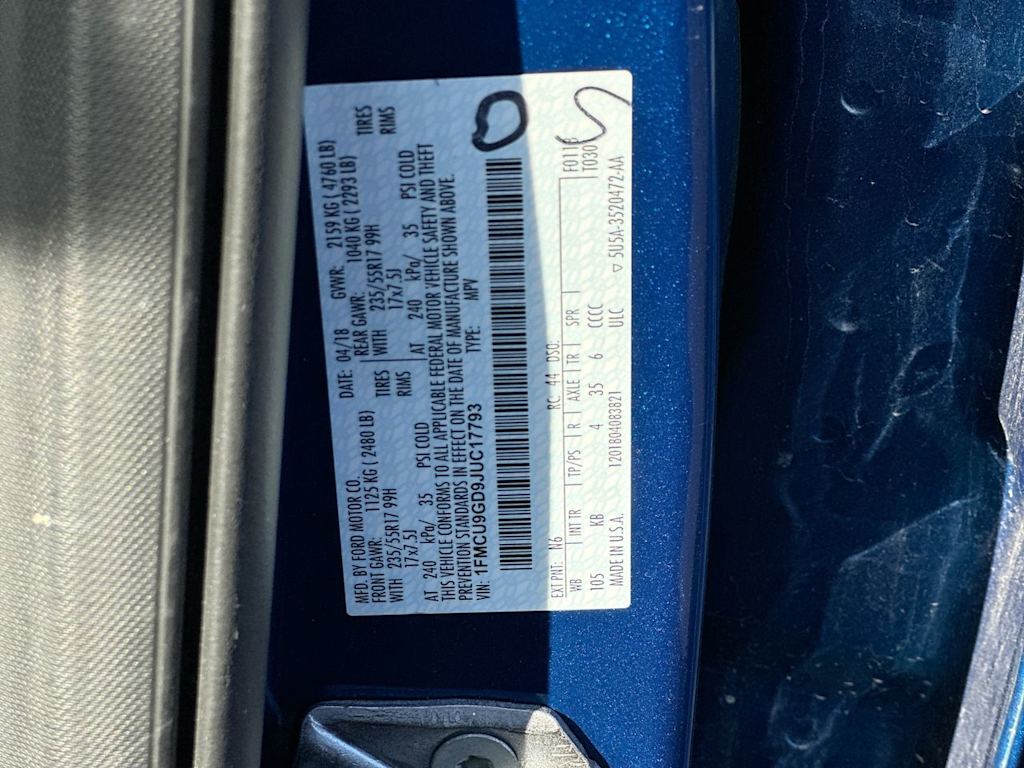 MFD. BY FORD MOTOR CO. DATE: 04/18 GVWR: 2159 KG ( 4760 LB)
FRONT GAWR: 1125 KG ( 2480 LB) REAR GAWR: 1040 KG ( 2293 LB)
WITH 235/55R17 99H TIRES WITH 235/55R17 99H TIRES
17x7.5J RIMS 17x7.5J RIMS
AT 240 kPa/ 35 PSI COLD AT 240 kPa/ 35 PSI COLD
THIS VEHICLE CONFORMS TO ALL APPLICABLE FEDERAL MOTOR VEHICLE SAFETY AND THEFT
PREVENTION STANDARDS IN EFFECT ON THE DATE OF MANUFACTURE SHOWN ABOVE.
VIN: 1FMCU9GD9JUC17793 TYPE: MPV
EXT PNT: N6 RC: 44 DSO: F0118
WB INT TR TP/PS R AXLE TR SPR T0301
105 KB 4 35 6 CCCC
MADE IN U.S.A. 1201804083821 ULC 5U5A-3520472-AA